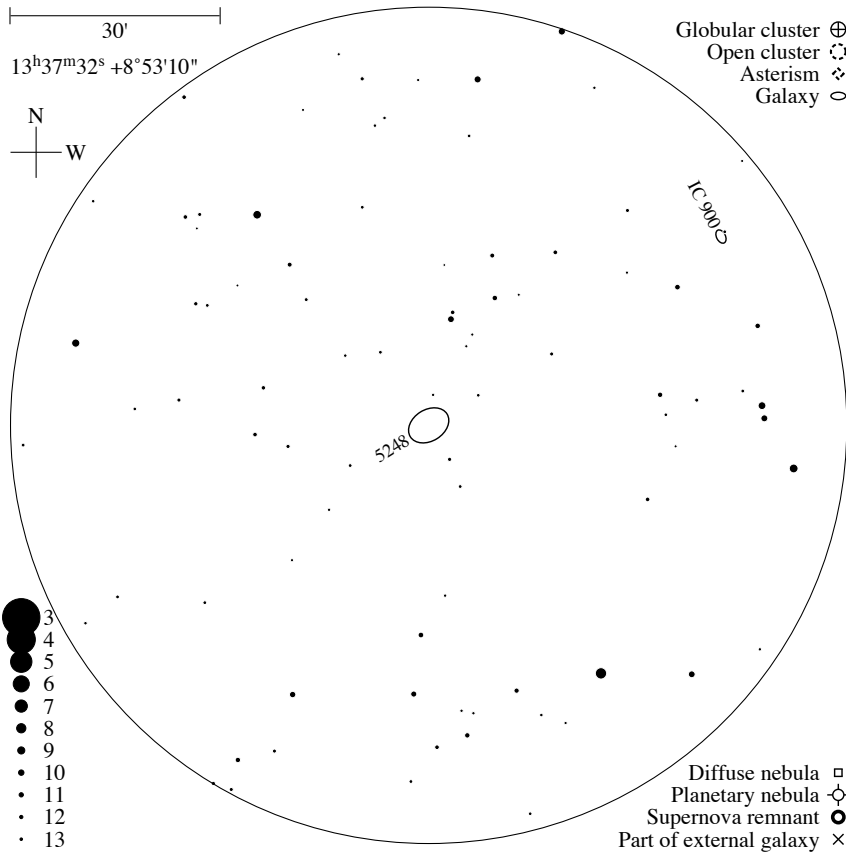 30'
13h37m32s +8°53'10"
N
W
Globular cluster
Open cluster
Asterism
Galaxy
IC 900
5248
3
4
5
6
7
8
9
10
11
12
13
Diffuse nebula
Planetary nebula
Supernova remnant
Part of external galaxy